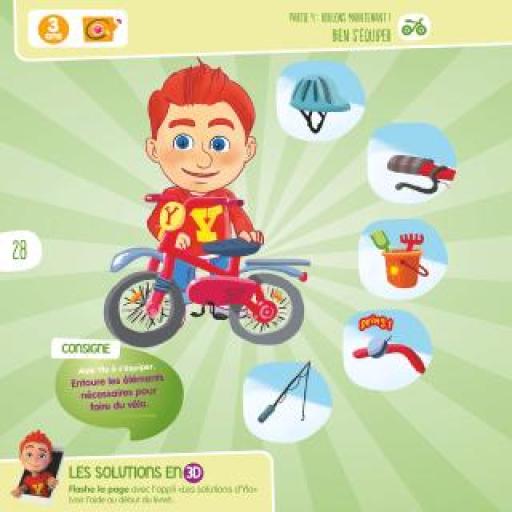 3
ans
PARTIE 4 : ROULONS MAINTENANT !
BIEN S'ÉQUIPER
Y Y
28
DRING !
CONSIGNE
Aide Ylo à s'équiper.
Entoure les éléments
nécessaires pour
faire du vélo.
Y
LES SOLUTIONS EN 3D
Flashe la page avec l'appli «Les solutions d'Ylo»
(voir l'aide au début du livret).